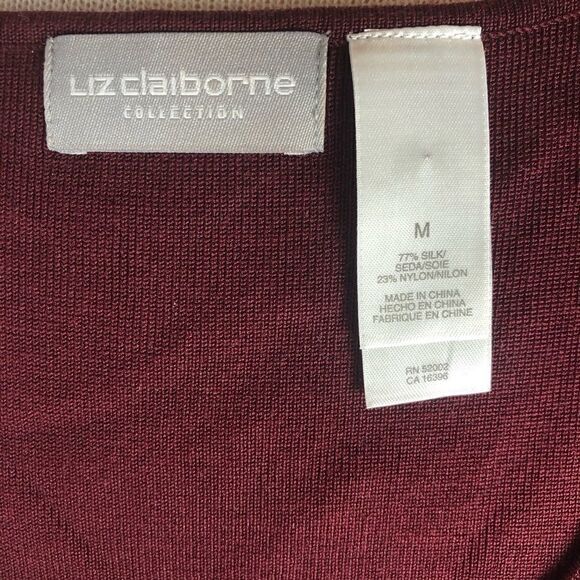 Liz claiborne
COLLECTION
M
77% SILK/
SEDA/SOIE
23% NYLON/NILON
MADE IN CHINA
HECHO EN CHINA
FABRIQUE EN CHINE
RN 52002
CA 16396